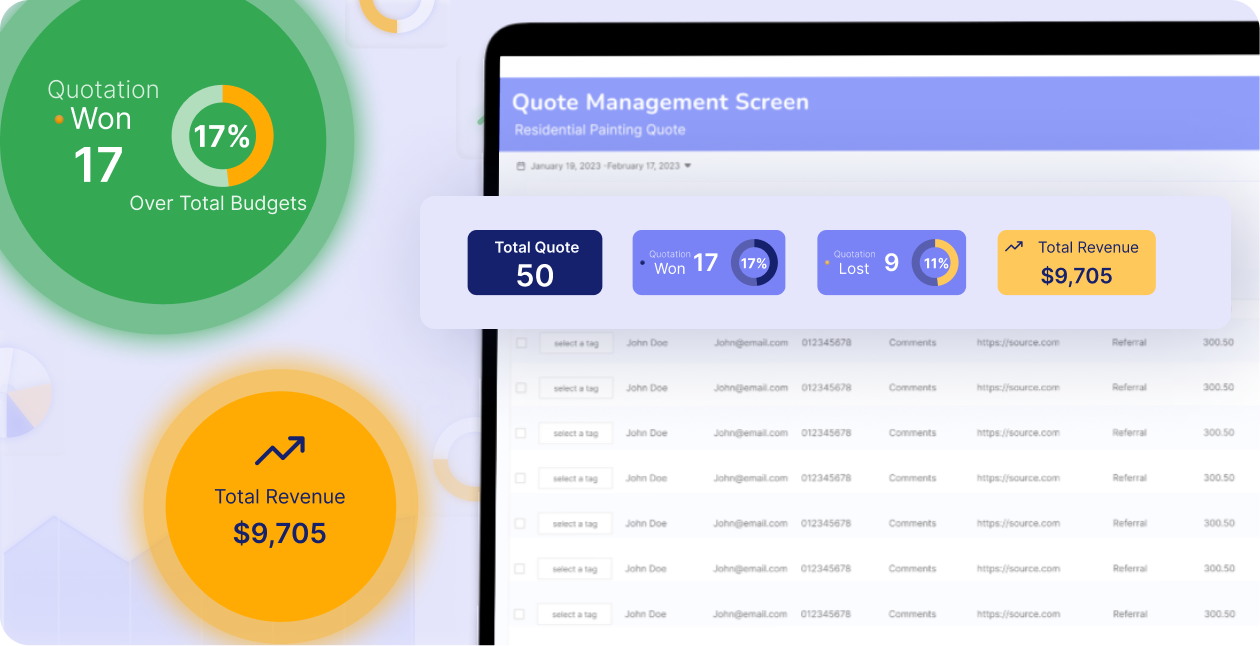 Quotation
Won
17
17%
Over Total Budgets
Total Revenue
$9,705
Quote Management Screen
Residential Painting Quote
January 19, 2023 -February 17, 2023
Total Quote
50
Quotation
Won
17
17%
Quotation
Lost
9
11%
Total Revenue
$9,705
select a tag John Doe John@email.com 012345678 Comments https://source.com Referral 300.50
select a tag John Doe John@email.com 012345678 Comments https://source.com Referral 300.50
select a tag John Doe John@email.com 012345678 Comments https://source.com Referral 300.50
select a tag John Doe John@email.com 012345678 Comments https://source.com Referral 300.50
select a tag John Doe John@email.com 012345678 Comments https://source.com Referral 300.50
select a tag John Doe John@email.com 012345678 Comments https://source.com Referral 300.50
select a tag John Doe John@email.com 012345678 Comments https://source.com Referral 300.50